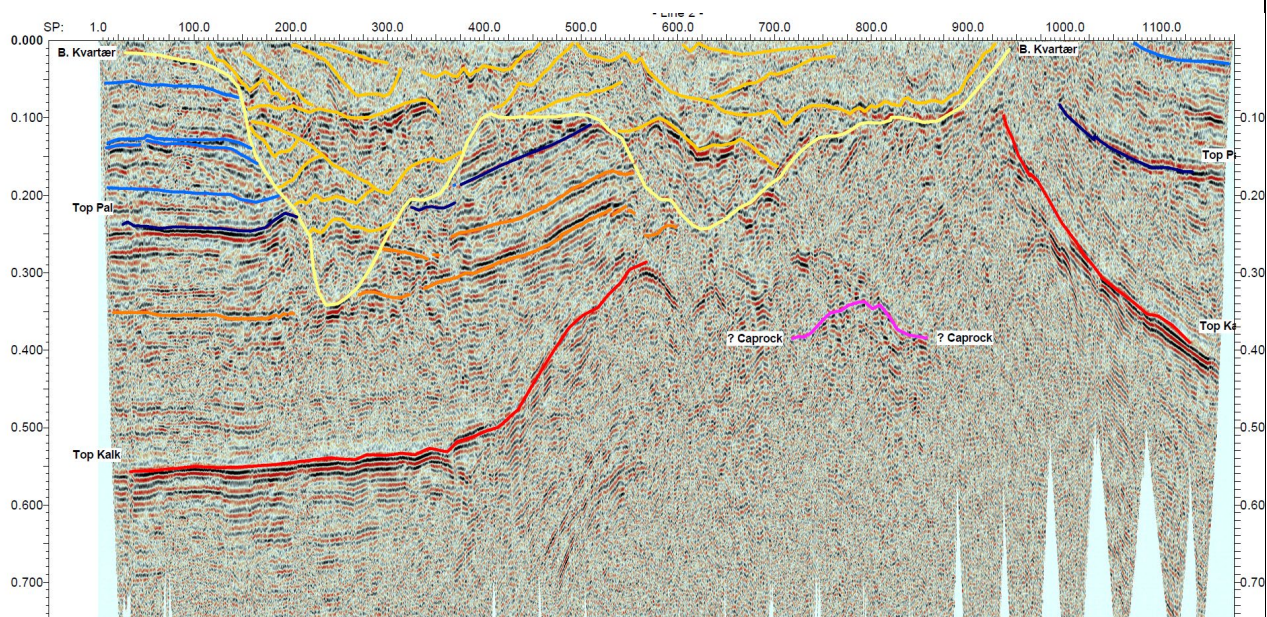 - Line 2 -
SP: 1.0 100.0 200.0 300.0 400.0 500.0 600.0 700.0 800.0 900.0 1000.0 1100.0
0.000
B. Kvartær B. Kvartær
0.100 0.10
Top P
0.200 0.20
Top Pal
0.300 0.30
Top Ka
? Caprock ? Caprock
0.400 0.40
0.500 0.50
Top Kalk
0.600 0.60
0.700 0.70